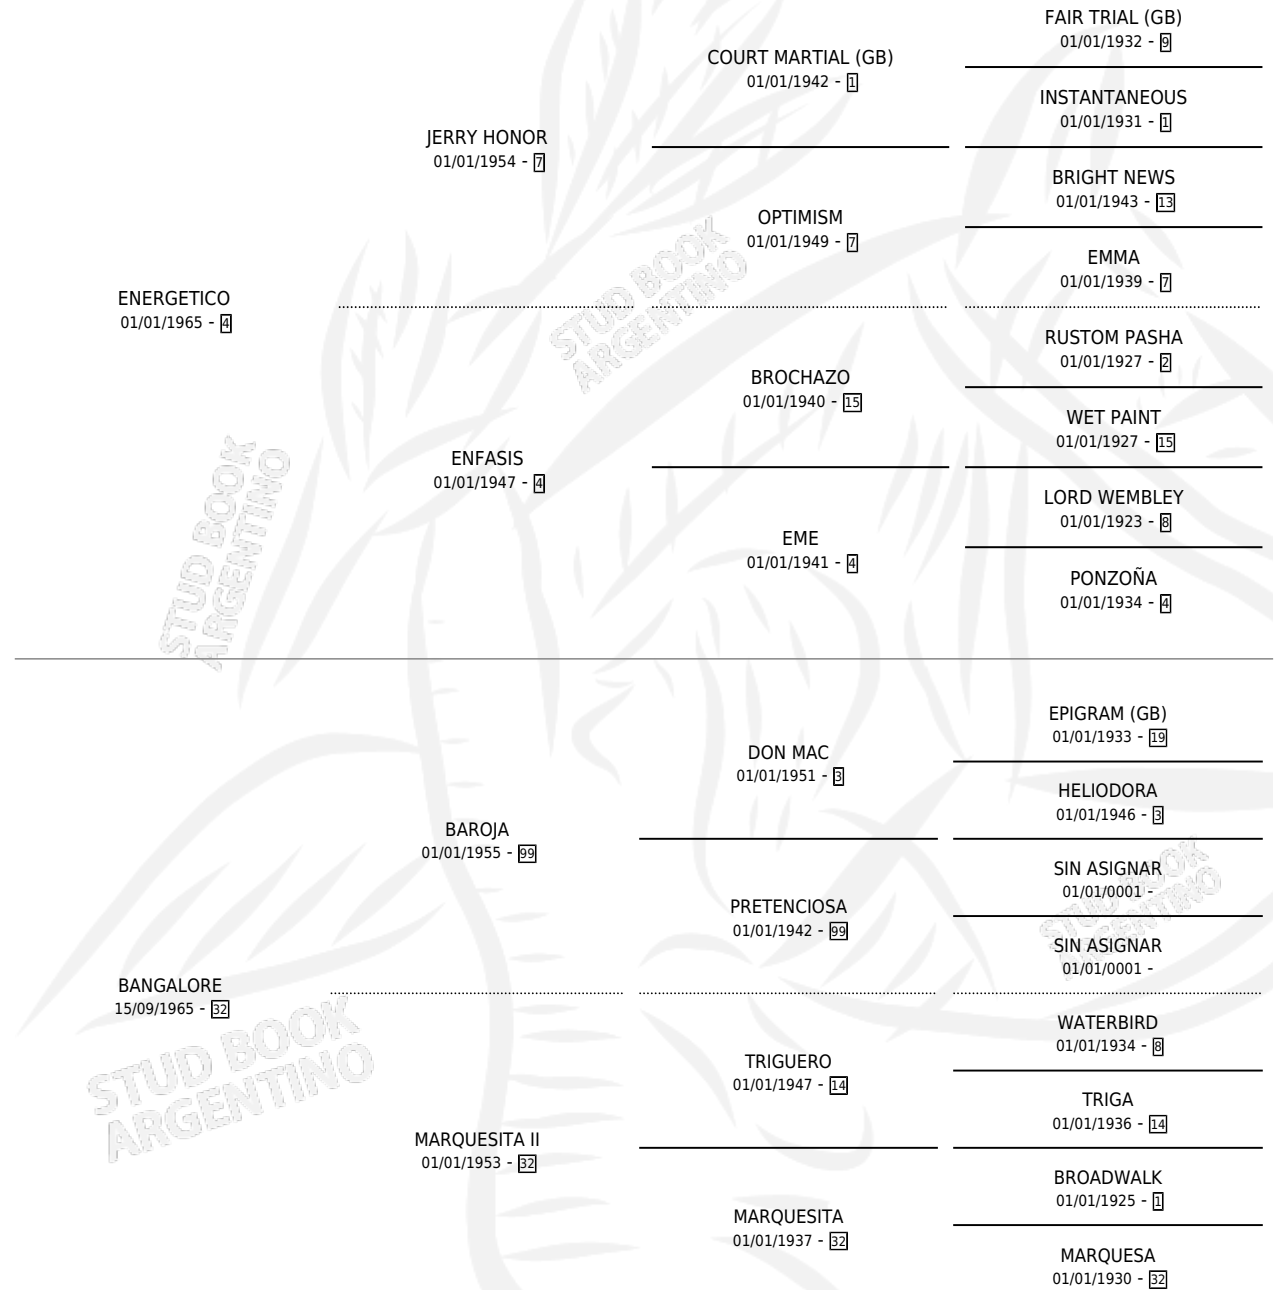 FAIR TRIAL (GB)
01/01/1932 - 9
COURT MARTIAL (GB)
01/01/1942 - 1
INSTANTANEOUS
01/01/1931 - 1
JERRY HONOR
01/01/1954 - 7
BRIGHT NEWS
01/01/1943 - 13
OPTIMISM
01/01/1949 - 7
EMMA
01/01/1939 - 7
ENERGETICO
01/01/1965 - 4
RUSTOM PASHA
01/01/1927 - 2
BROCHAZO
01/01/1940 - 15
WET PAINT
01/01/1927 - 15
ENFASIS
01/01/1947 - 4
LORD WEMBLEY
01/01/1923 - 8
EME
01/01/1941 - 4
PONZOÑA
01/01/1934 - 4
EPIGRAM (GB)
01/01/1933 - 19
DON MAC
01/01/1951 - 3
HELIODORA
01/01/1946 - 3
BAROJA
01/01/1955 - 99
SIN ASIGNAR
01/01/0001 -
PRETENCIOSA
01/01/1942 - 99
SIN ASIGNAR
01/01/0001 -
BANGALORE
15/09/1965 - 32
WATERBIRD
01/01/1934 - 8
TRIGUERO
01/01/1947 - 14
TRIGA
01/01/1936 - 14
MARQUESITA II
01/01/1953 - 32
BROADWALK
01/01/1925 - 1
MARQUESITA
01/01/1937 - 32
MARQUESA
01/01/1930 - 32
STUD BOOK
ARGENTINO
STUD BOOK
ARGENTINO
STUD BOOK
ARGENTINO
STUD BOOK
ARGENTINO